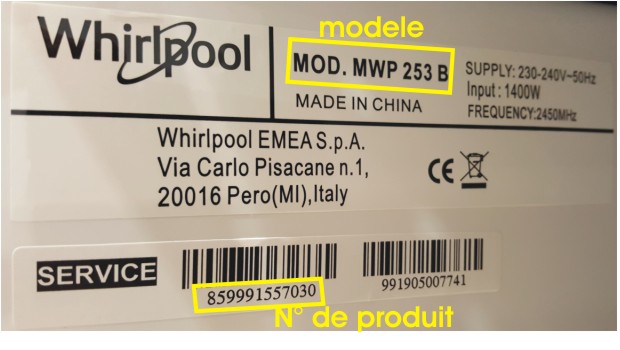 modele
Whirlpool
MOD. MWP 253 B
MADE IN CHINA
SUPPLY: 230-240V~50Hz
Input : 1400W
FREQUENCY:2450MHz
Whirlpool EMEA S.p.A.
Via Carlo Pisacane n.1,
20016 Pero(MI),Italy
CE
SERVICE
859991557030
991905007741
N° de produit